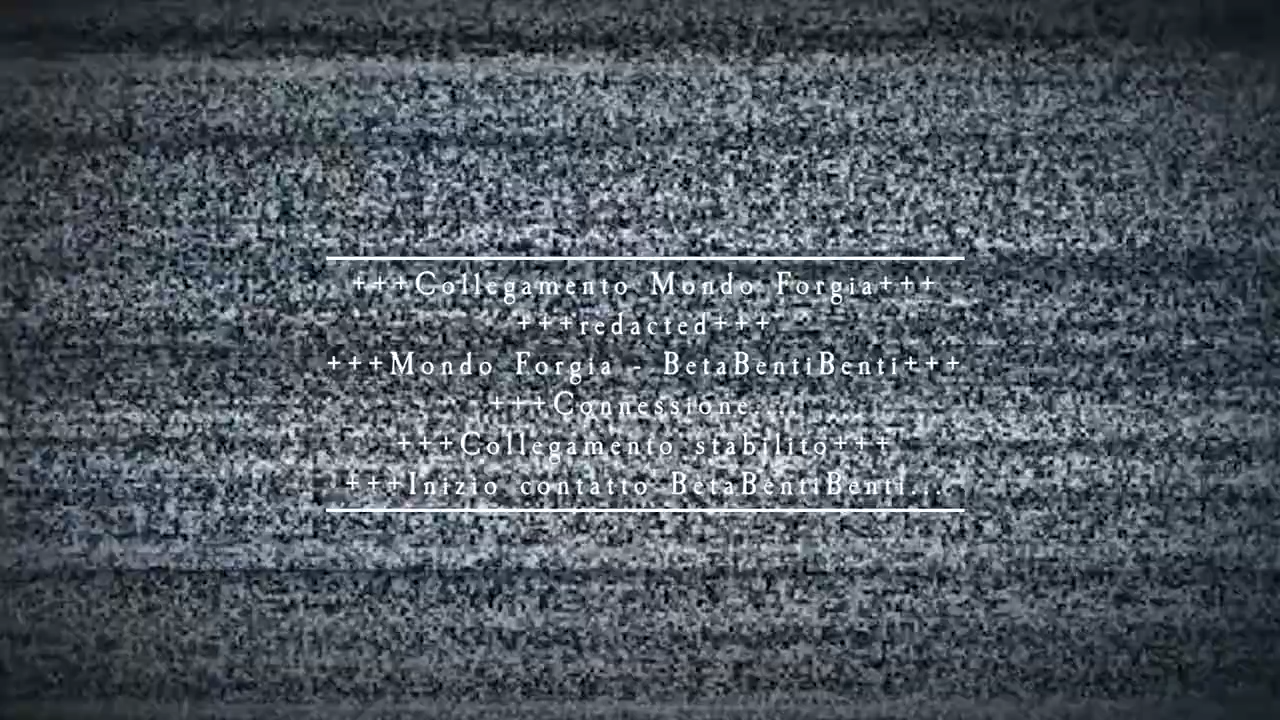 +++Collegamento Mondo Forgia+++
+++redacted+++
+++Mondo Forgia - BetaBentiBenti+++
+++Connessione....
+++Collegamento stabilito+++
+++Inizio contatto BetaBentiBenti...